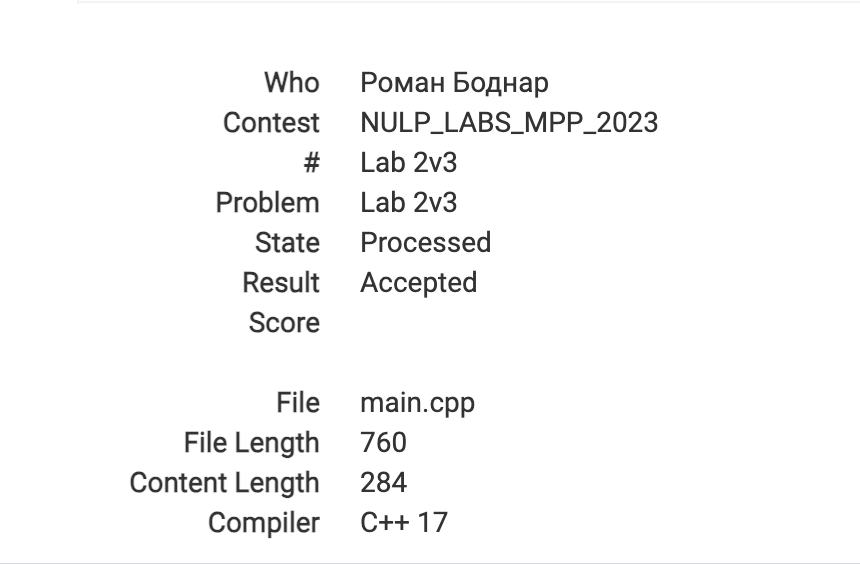 Who Роман Боднар
Contest NULP_LABS_MPP_2023
# Lab 2v3
Problem Lab 2v3
State Processed
Result Accepted
Score
File main.cpp
File Length 760
Content Length 284
Compiler C++ 17